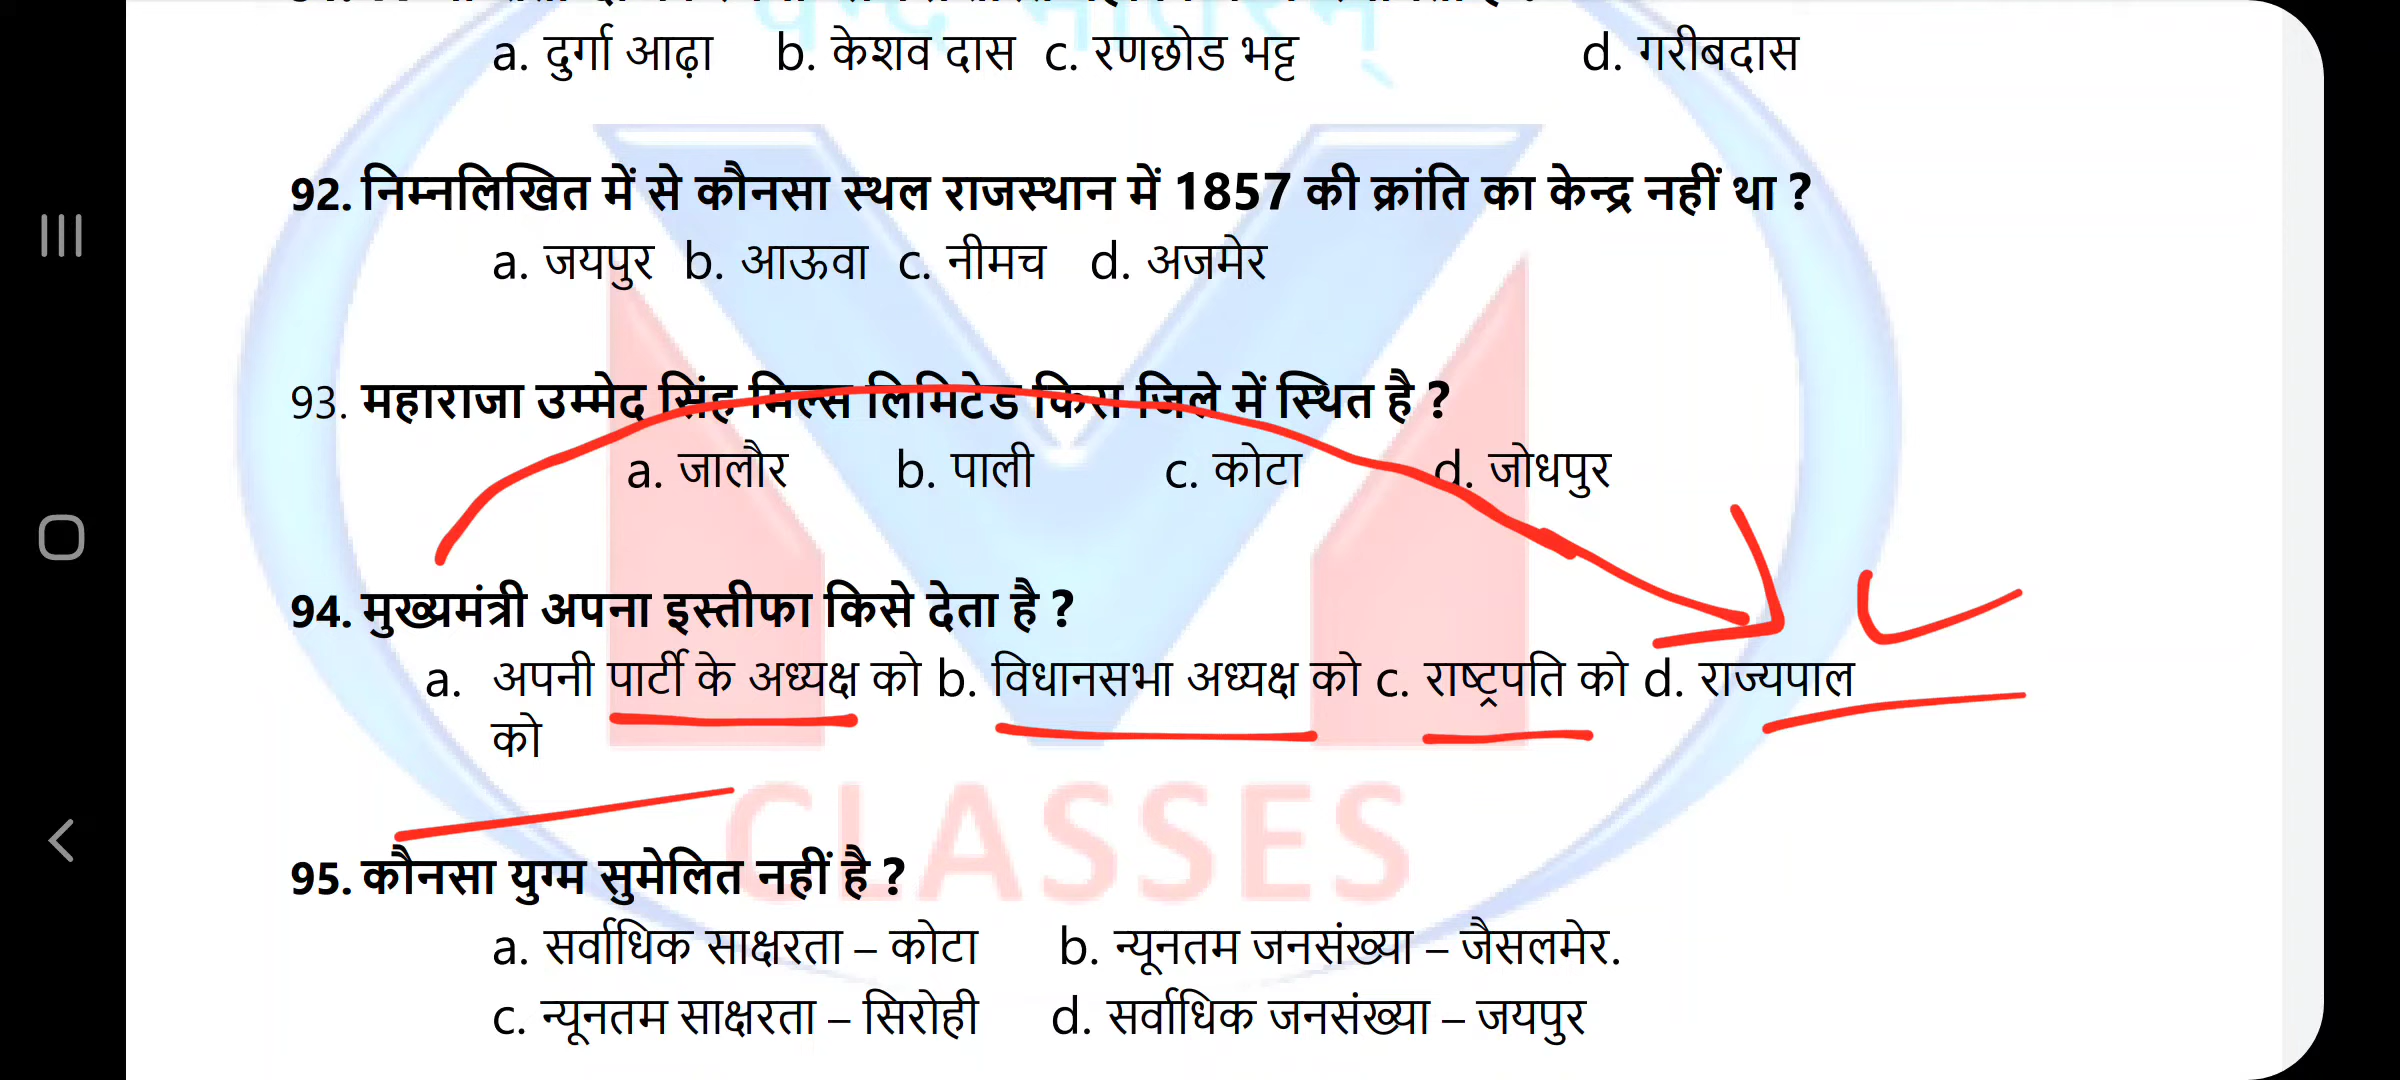 वन्दे मातरम्
a. दुर्गा आढ़ा b. केशव दास c. रणछोड भट्ट d. गरीबदास
92. निम्नलिखित में से कौनसा स्थल राजस्थान में 1857 की क्रांति का केन्द्र नहीं था ?
a. जयपुर b. आऊवा c. नीमच d. अजमेर
93. महाराजा उम्मेद सिंह मिल्स लिमिटेड किस जिले में स्थित है ?
a. जालौर b. पाली c. कोटा d. जोधपुर
94. मुख्यमंत्री अपना इस्तीफा किसे देता है ?
a. अपनी पार्टी के अध्यक्ष को b. विधानसभा अध्यक्ष को c. राष्ट्रपति को d. राज्यपाल
को
CLASSES
95. कौनसा युग्म सुमेलित नहीं है ?
a. सर्वाधिक साक्षरता – कोटा b. न्यूनतम जनसंख्या – जैसलमेर.
c. न्यूनतम साक्षरता – सिरोही d. सर्वाधिक जनसंख्या – जयपुर